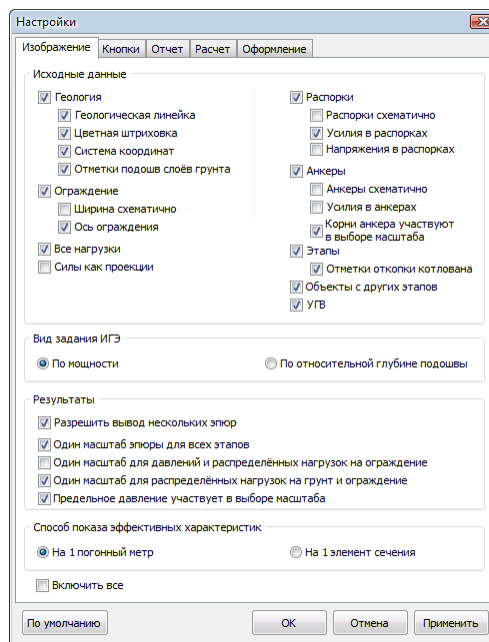 Настройки
Изображение Кнопки Отчет Расчет Оформление
Исходные данные
Геология
Геологическая линейка
Цветная штриховка
Система координат
Отметки подошв слоёв грунта
Ограждение
Ширина схематично
Ось ограждения
Все нагрузки
Силы как проекции
Распорки
Распорки схематично
Усилия в распорках
Напряжения в распорках
Анкеры
Анкеры схематично
Усилия в анкерах
Корни анкера участвуют
в выборе масштаба
Этапы
Отметки откопки котлована
Объекты с других этапов
УГВ
Вид задания ИГЭ
По мощности
По относительной глубине подошвы
Результаты
Разрешить вывод нескольких эпюр
Один масштаб эпюры для всех этапов
Один масштаб для давлений и распределённых нагрузок на ограждение
Один масштаб для распределённых нагрузок на грунт и ограждение
Предельное давление участвует в выборе масштаба
Способ показа эффективных характеристик
На 1 погонный метр
На 1 элемент сечения
Включить все
По умолчанию ОК Отмена Применить